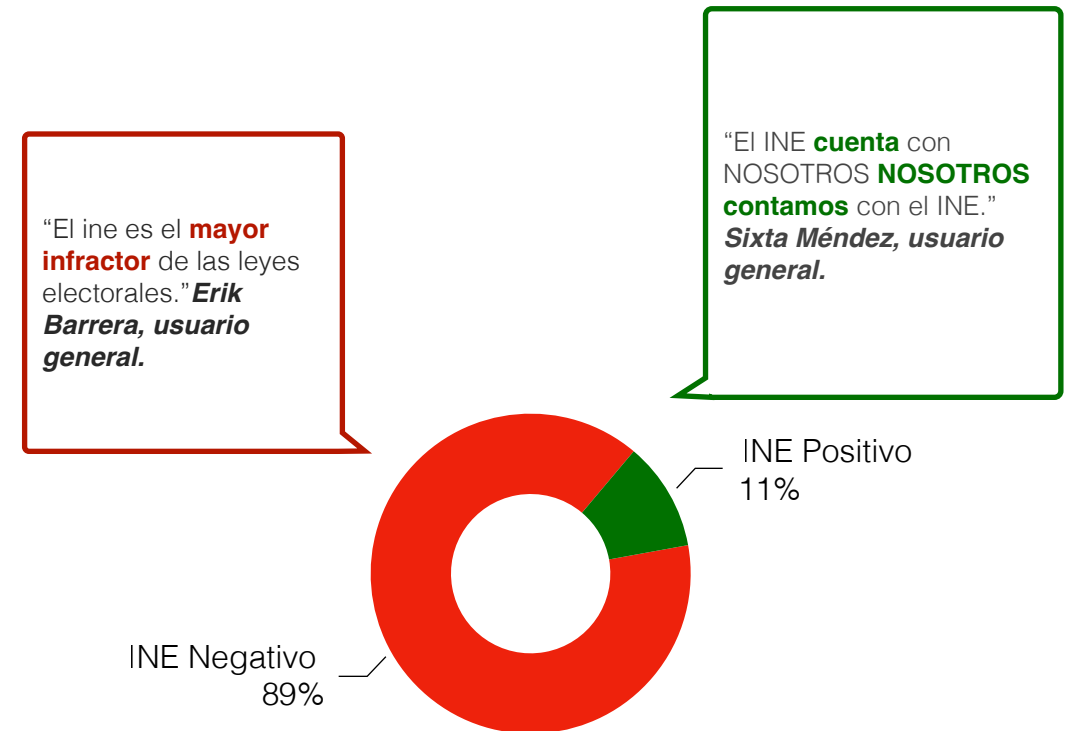 “El ine es el mayor
infractor de las leyes
electorales.”Erik
Barrera, usuario
general.
“El INE cuenta con
NOSOTROS NOSOTROS
contamos con el INE.”
Sixta Méndez, usuario
general.
INE Positivo
11%
INE Negativo
89%